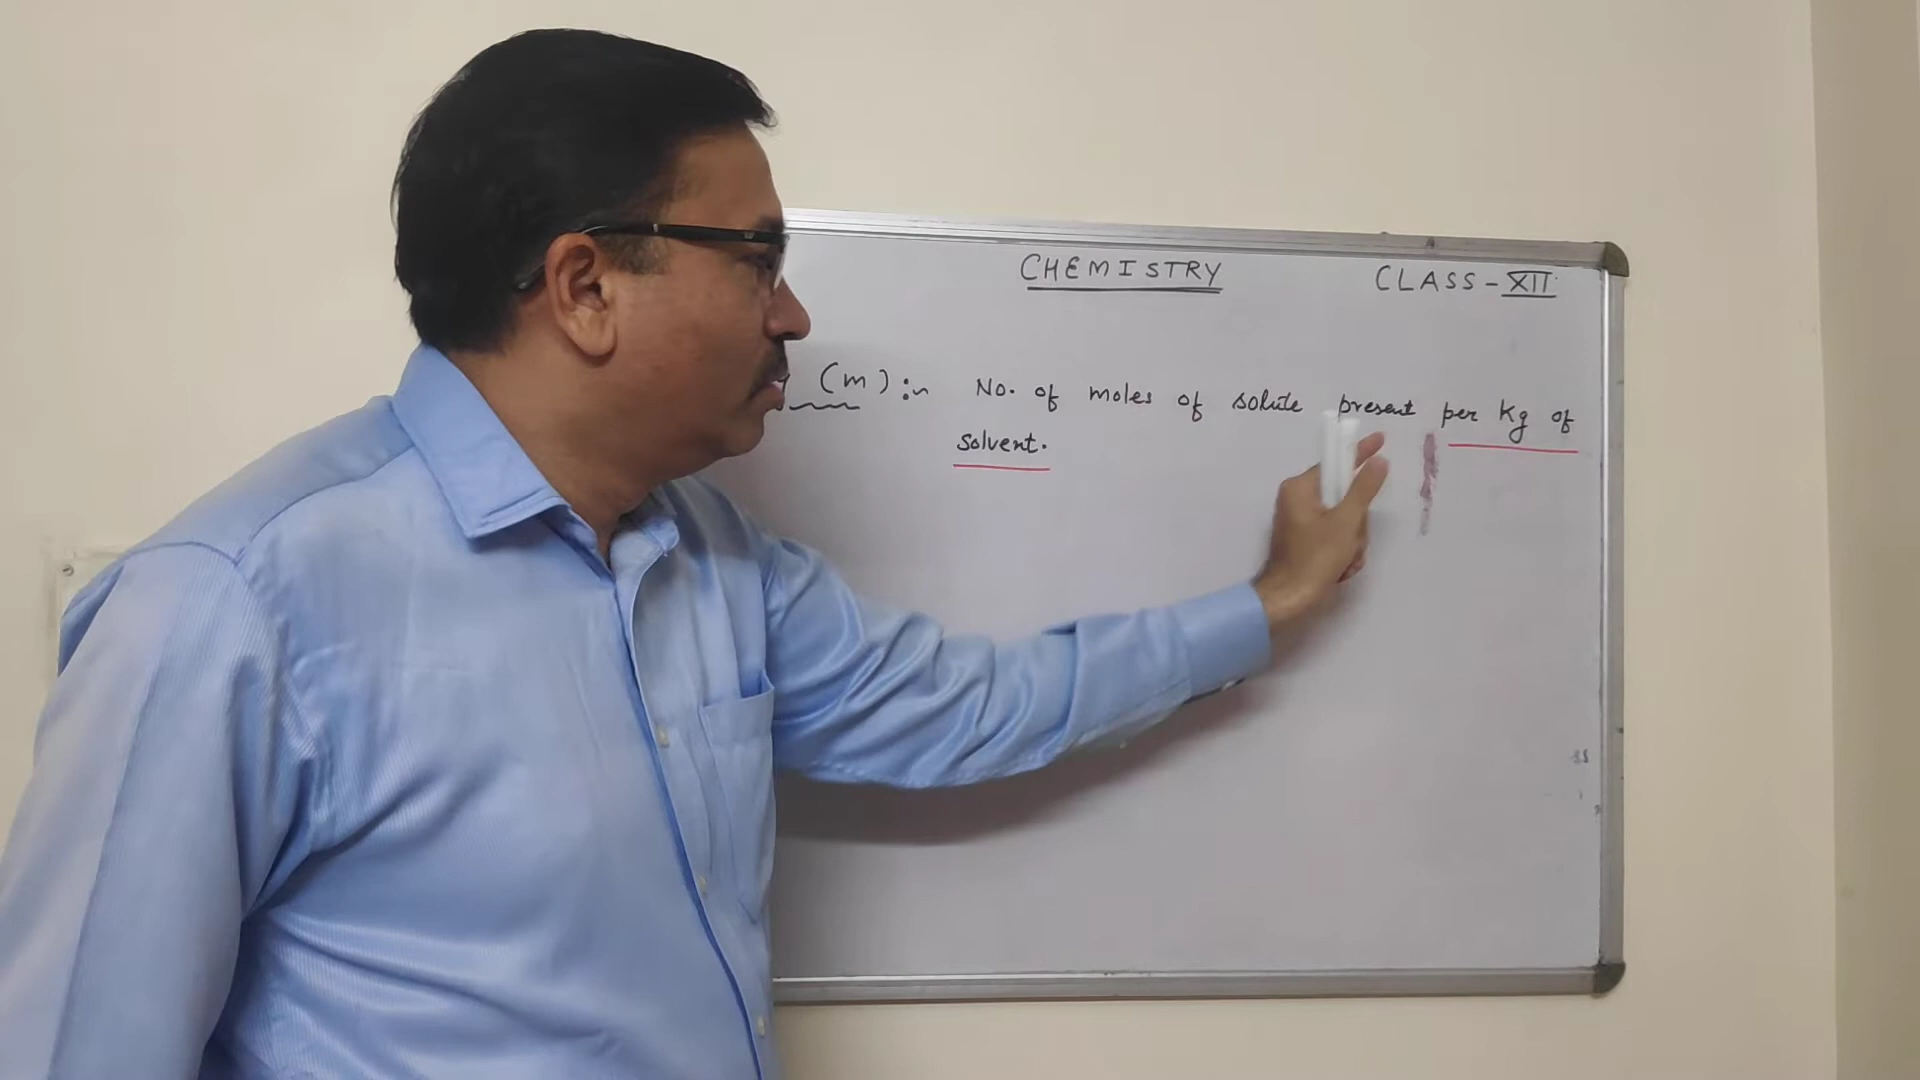 CHEMISTRY CLASS-XII
(m) :~ No. of moles of solute present per Kg of
solvent.